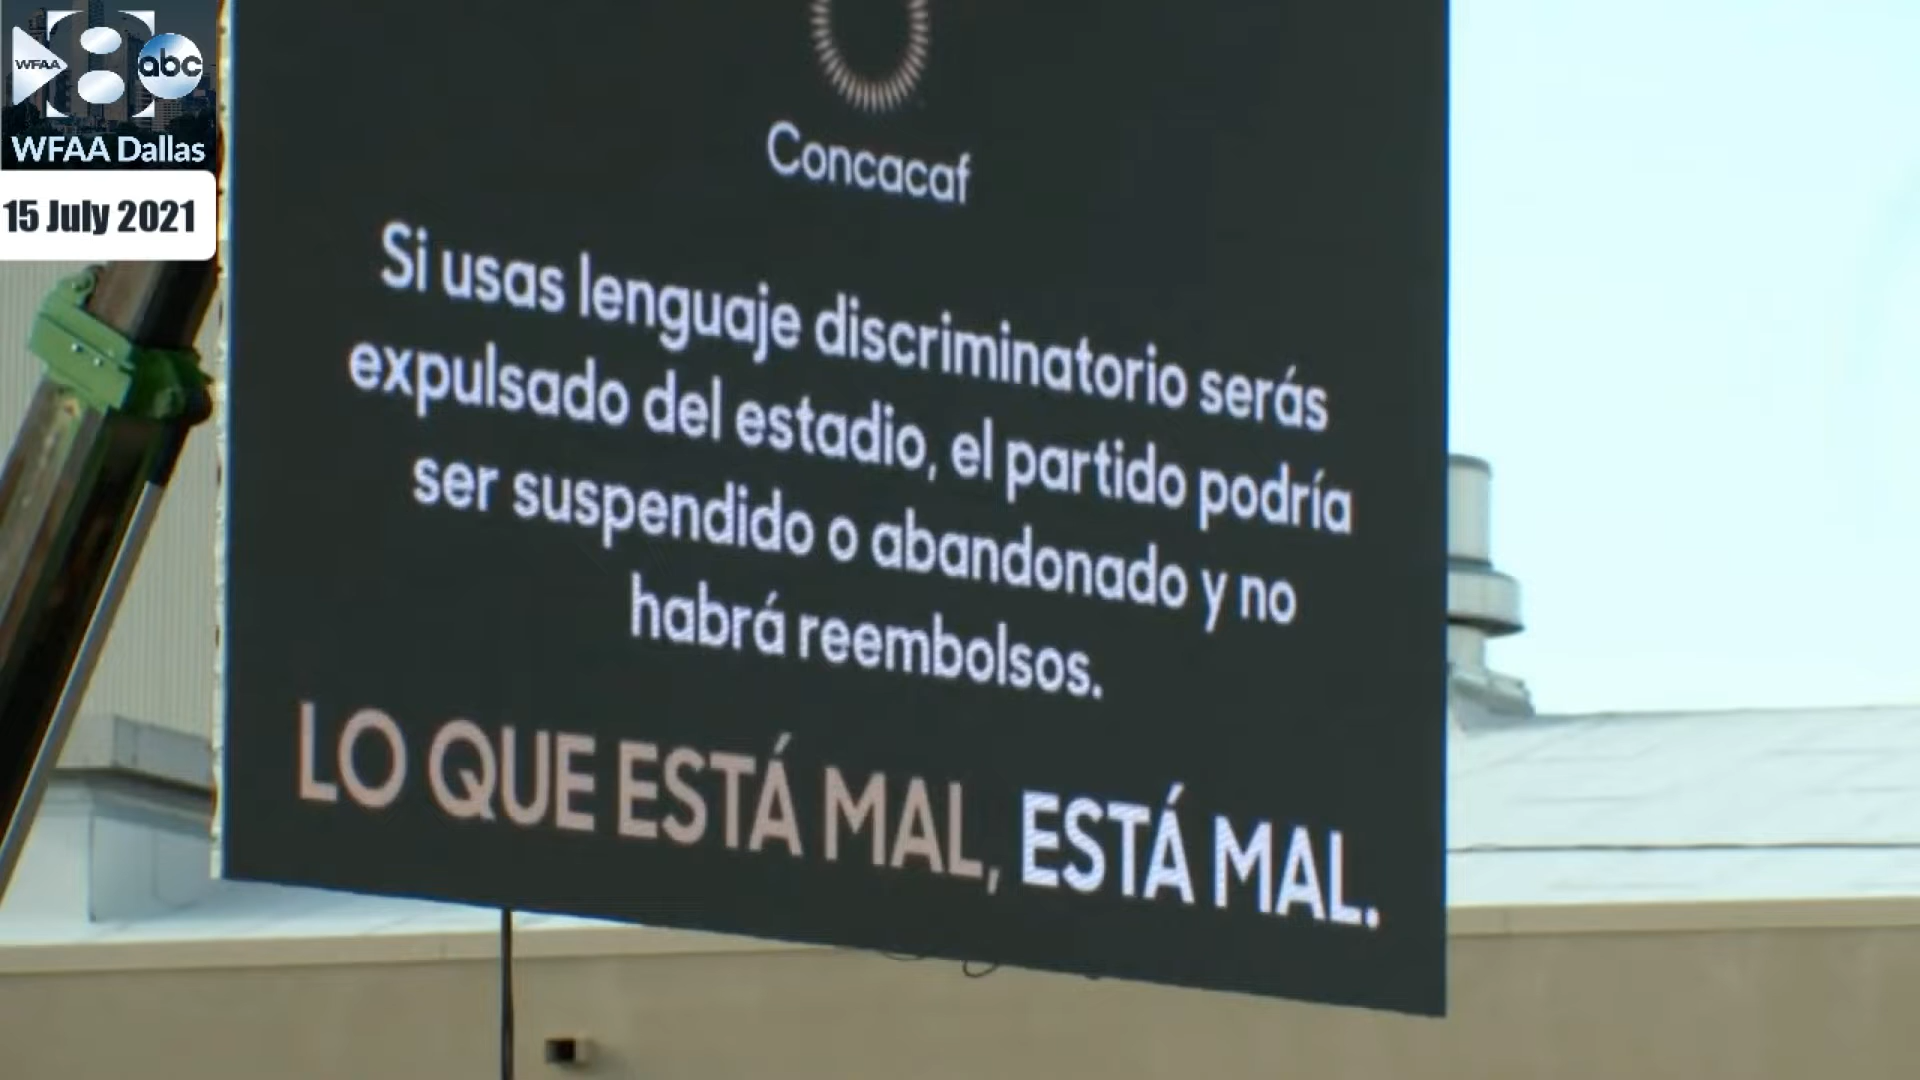 WFAA
8
abc
WFAA Dallas
15 July 2021
Concacaf
Si usas lenguaje discriminatorio serás
expulsado del estadio, el partido podría
ser suspendido o abandonado y no
habrá reembolsos.
LO QUE ESTÁ MAL, ESTÁ MAL.